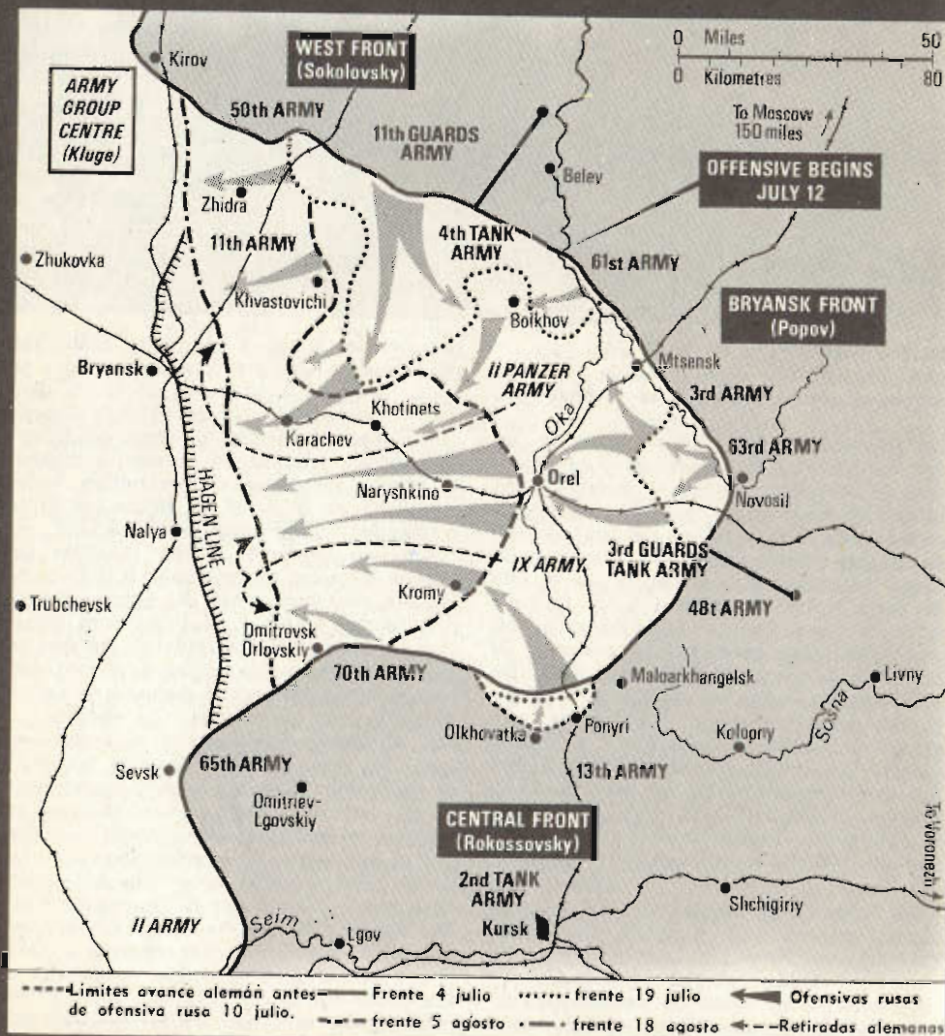 Kirov
WEST FRONT
(Sokolovsky)
0 Miles 50
0 Kilometres 80
ARMY
GROUP
CENTRE
(Kluge)
50th ARMY
11th GUARDS
ARMY
To Moscow
150 miles
Belev
OFFENSIVE BEGINS
JULY 12
Zhidra
11th ARMY
4th TANK
ARMY
61st ARMY
Zhukovka
Khvastovichi
Bolkhov
BRYANSK FRONT
(Popov)
Bryansk
II PANZER
ARMY
Mtsensk
3rd ARMY
Khotinets
Karachev
Oka
63rd ARMY
Orel
Naryshkino
Novosil
HAGEN LINE
Nalya
IX ARMY
3rd GUARDS
TANK ARMY
Kromy
48t ARMY
Trubchevsk
Dmitrovsk
Orlovskiy
70th ARMY
Maloarkhangelsk
Livny
Sosna
Olkhovatka
Ponyri
Kolopny
Sevsk
65th ARMY
13th ARMY
Dmitriev-
Lgovskiy
CENTRAL FRONT
(Rokossovsky)
To Voronezh
2nd TANK
ARMY
Shchigiriy
Kursk
II ARMY
Seim
Lgov
Limites avance alemán antes
de ofensiva rusa 10 julio.
Frente 4 julio
frente 19 julio
Ofensivas rusas
frente 5 agosto
frente 18 agosto
Retiradas alemanas